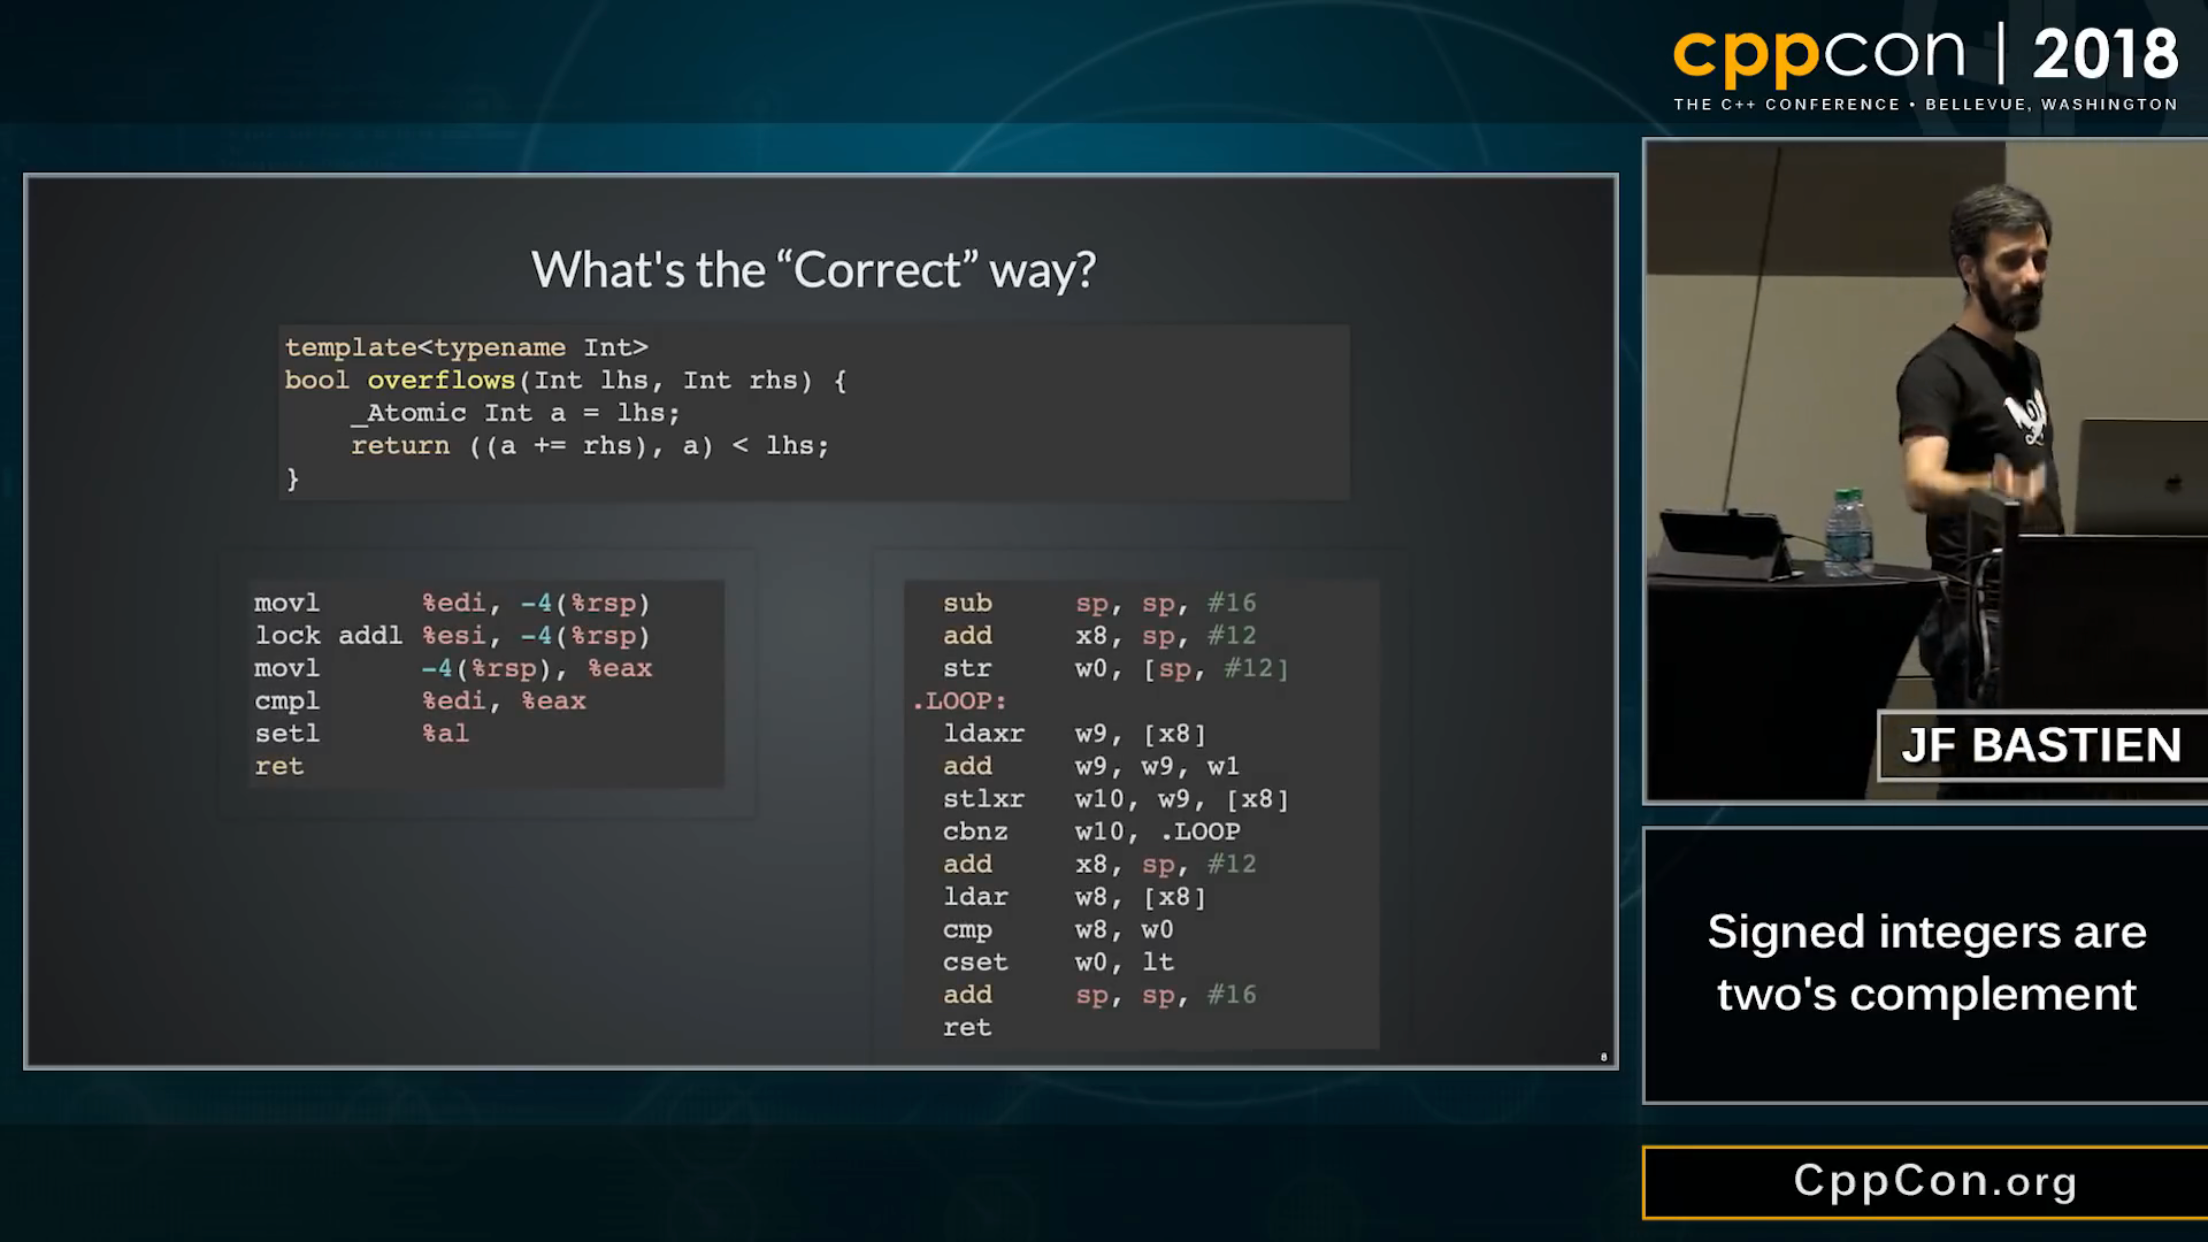 cppcon | 2018
THE C++ CONFERENCE • BELLEVUE, WASHINGTON
What's the “Correct” way?
template<typename Int>
bool overflows(Int lhs, Int rhs) {
    _Atomic Int a = lhs;
    return ((a += rhs), a) < lhs;
}
movl      %edi, -4(%rsp)
lock addl %esi, -4(%rsp)
movl      -4(%rsp), %eax
cmpl      %edi, %eax
setl      %al
ret
  sub     sp, sp, #16
  add     x8, sp, #12
  str     w0, [sp, #12]
.LOOP:
  ldaxr   w9, [x8]
  add     w9, w9, w1
  stlxr   w10, w9, [x8]
  cbnz    w10, .LOOP
  add     x8, sp, #12
  ldar    w8, [x8]
  cmp     w8, w0
  cset    w0, lt
  add     sp, sp, #16
  ret
8
JF BASTIEN
Signed integers are
two's complement
CppCon.org